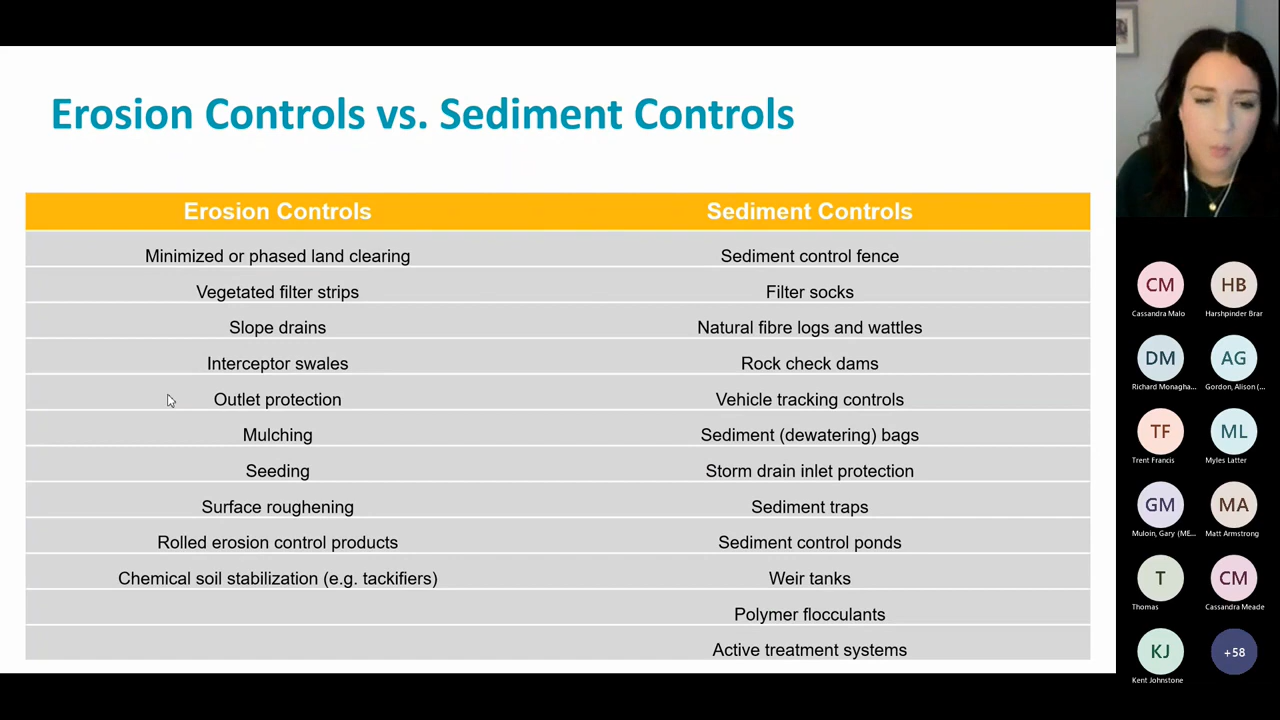 Erosion Controls vs. Sediment Controls
Erosion Controls Sediment Controls
Minimized or phased land clearing Sediment control fence
Vegetated filter strips Filter socks
Slope drains Natural fibre logs and wattles
Interceptor swales Rock check dams
Outlet protection Vehicle tracking controls
Mulching Sediment (dewatering) bags
Seeding Storm drain inlet protection
Surface roughening Sediment traps
Rolled erosion control products Sediment control ponds
Chemical soil stabilization (e.g. tackifiers) Weir tanks
Polymer flocculants
Active treatment systems
CM HB
Cassandra Malo Harshpinder Brar
DM AG
Richard Monagha... Gordon, Alison (...
TF ML
Trent Francis Myles Latter
GM MA
Muloin, Gary (ME... Matt Armstrong
T CM
Thomas Cassandra Meade
KJ +58
Kent Johnstone